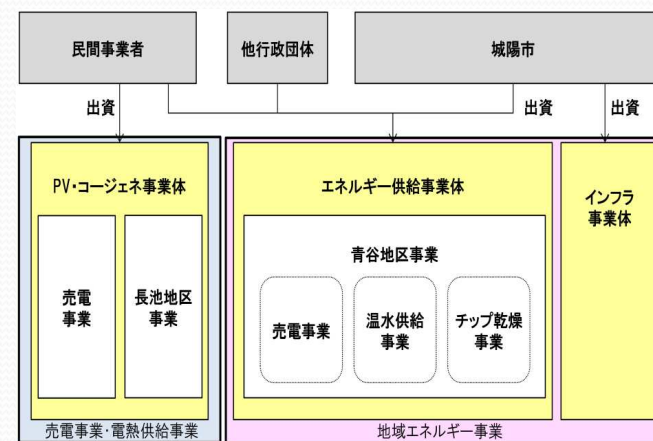 民間事業者
他行政団体
城陽市
出資
出資
出資
PV・コージェネ事業体
エネルギー供給事業体
インフラ
事業体
青谷地区事業
売電
事業
長池地区
事業
売電事業
温水供給
事業
チップ乾燥
事業
売電事業・電熱供給事業
地域エネルギー事業